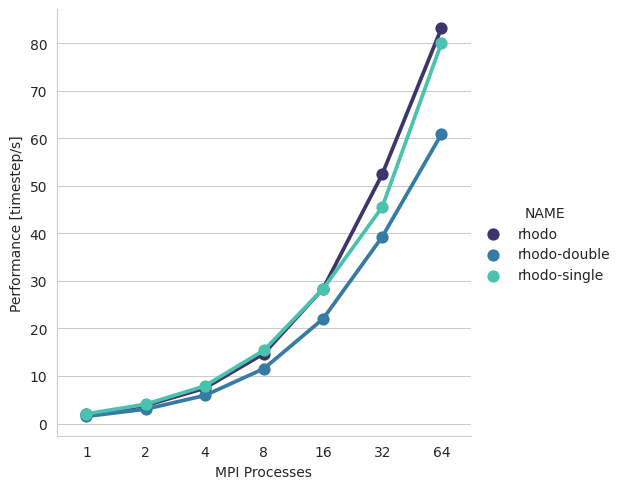 80
70
60
50
40
30
20
10
0
Performance [timestep/s]
1 2 4 8 16 32 64
MPI Processes
NAME
rhodo
rhodo-double
rhodo-single